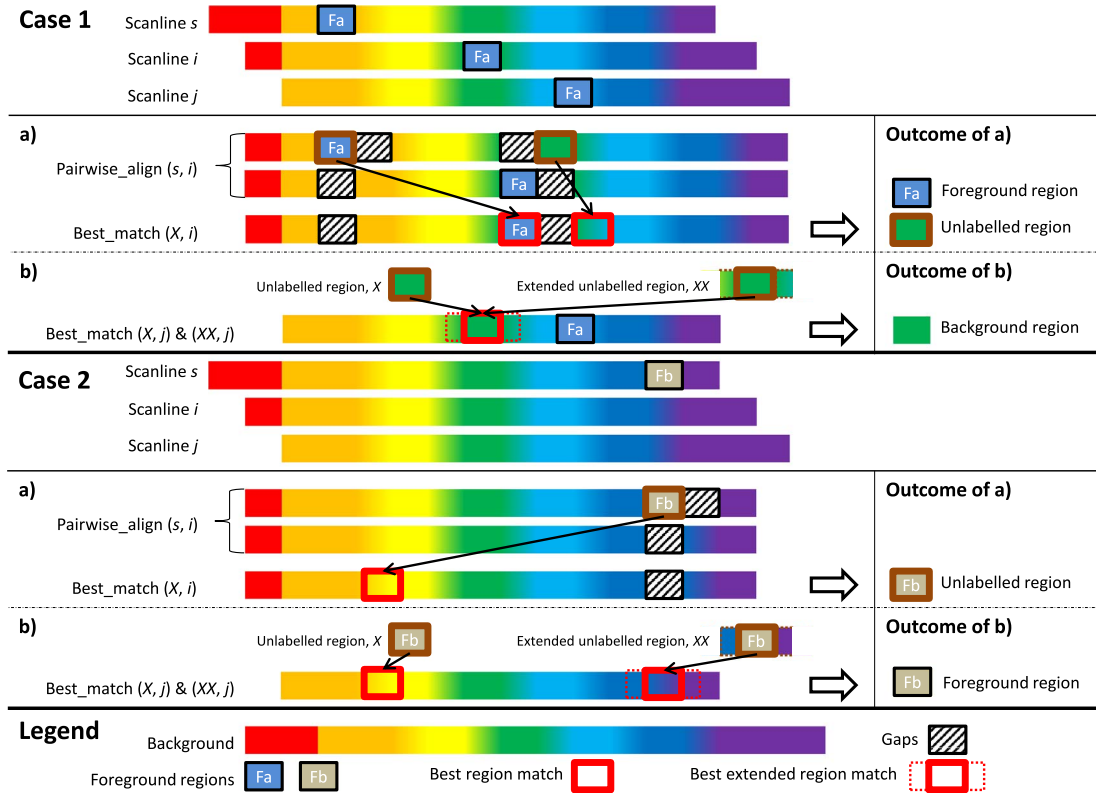 Case 1
Scanline s
Fa
Scanline i
Fa
Scanline j
Fa
a)
Pairwise_align (s, i)
Fa
Fa
Best_match (X, i)
Fa
Outcome of a)
Fa Foreground region
Unlabelled region
b)
Unlabelled region, X
Extended unlabelled region, XX
Best_match (X, j) & (XX, j)
Fa
Outcome of b)
Background region
Case 2
Scanline s
Fb
Scanline i
Scanline j
a)
Pairwise_align (s, i)
Fb
Best_match (X, i)
Outcome of a)
Fb Unlabelled region
b)
Unlabelled region, X
Fb
Extended unlabelled region, XX
Fb
Best_match (X, j) & (XX, j)
Outcome of b)
Fb Foreground region
Legend
Background
Gaps
Foreground regions Fa Fb
Best region match
Best extended region match